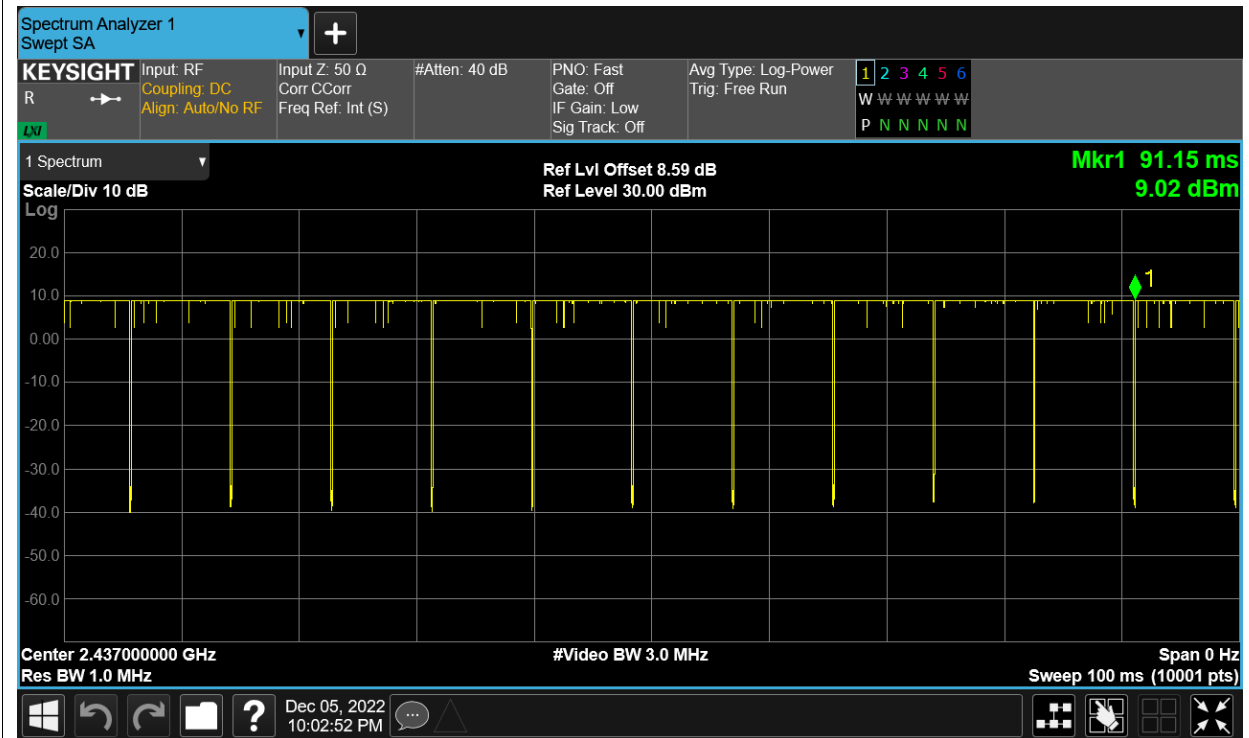 Spectrum Analyzer 1
Swept SA
KEYSIGHT
R
LXI
Input: RF
Coupling: DC
Align: Auto/No RF
Input Z: 50 Ω
Corr CCorr
Freq Ref: Int (S)
#Atten: 40 dB
PNO: Fast
Gate: Off
IF Gain: Low
Sig Track: Off
Avg Type: Log-Power
Trig: Free Run
1 2 3 4 5 6
W W W W W W
P N N N N N
1 Spectrum
Scale/Div 10 dB
Ref Lvl Offset 8.59 dB
Ref Level 30.00 dBm
Mkr1 91.15 ms
9.02 dBm
Log
20.0
10.0
0.00
-10.0
-20.0
-30.0
-40.0
-50.0
-60.0
1
Center 2.437000000 GHz
Res BW 1.0 MHz
#Video BW 3.0 MHz
Span 0 Hz
Sweep 100 ms (10001 pts)
?
Dec 05, 2022
10:02:52 PM